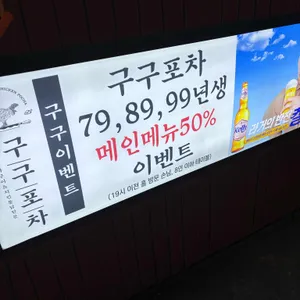 구구포차
구구이벤트
구구포차
79, 89, 99년생
메인메뉴50%
이벤트
(19시 이전 홀 방문 손님, 8인 이하 테이블)